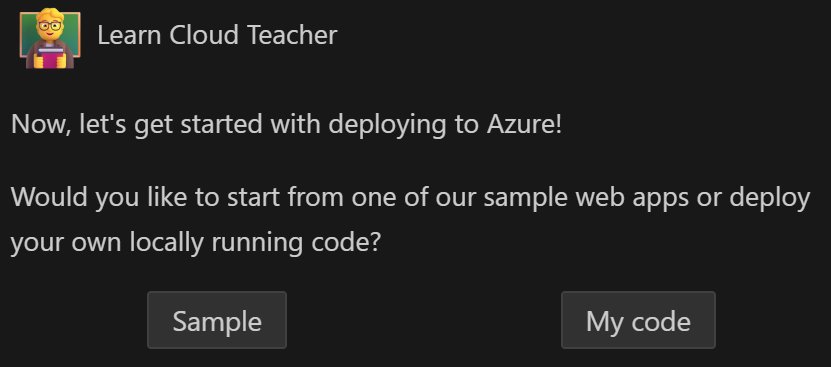 Learn Cloud Teacher
Now, let's get started with deploying to Azure!
Would you like to start from one of our sample web apps or deploy
your own locally running code?
Sample
My code